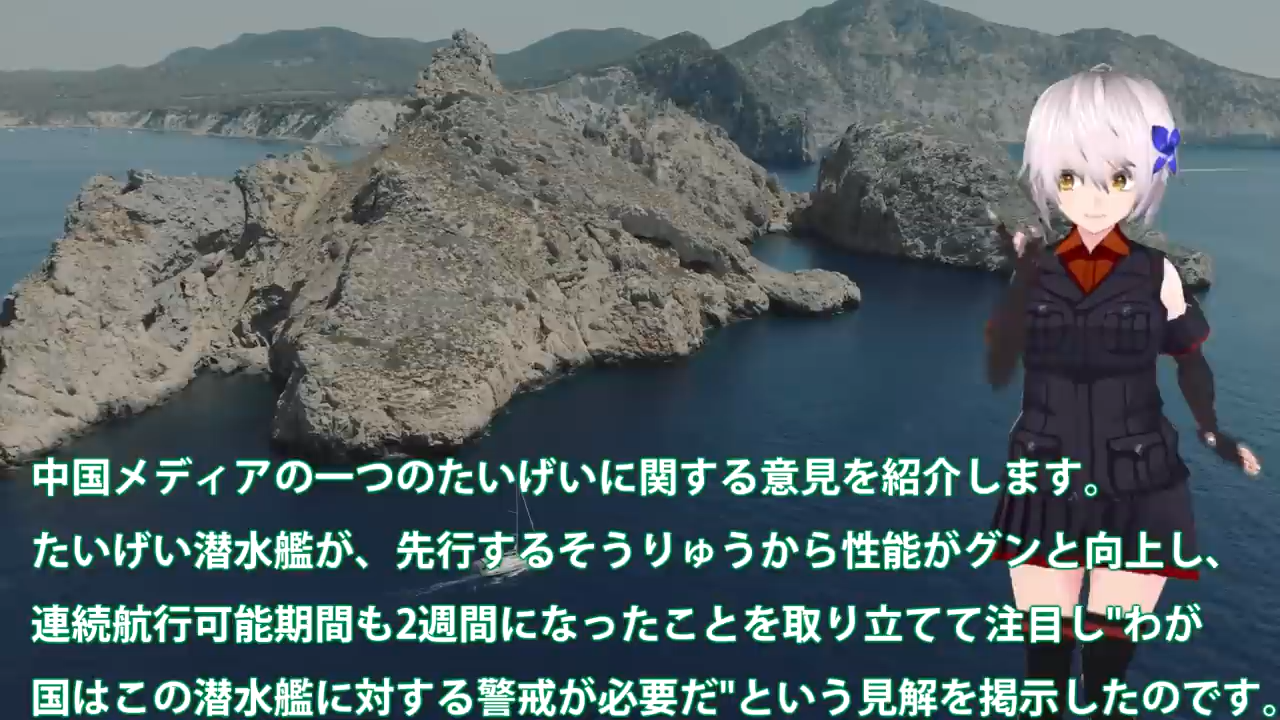 中国メディアの一つのたいげいに関する意見を紹介します。
たいげい潜水艦が、先行するそうりゅうから性能がグンと向上し、
連続航行可能期間も2週間になったことを取り立てて注目し"わが
国はこの潜水艦に対する警戒が必要だ"という見解を掲示したのです。